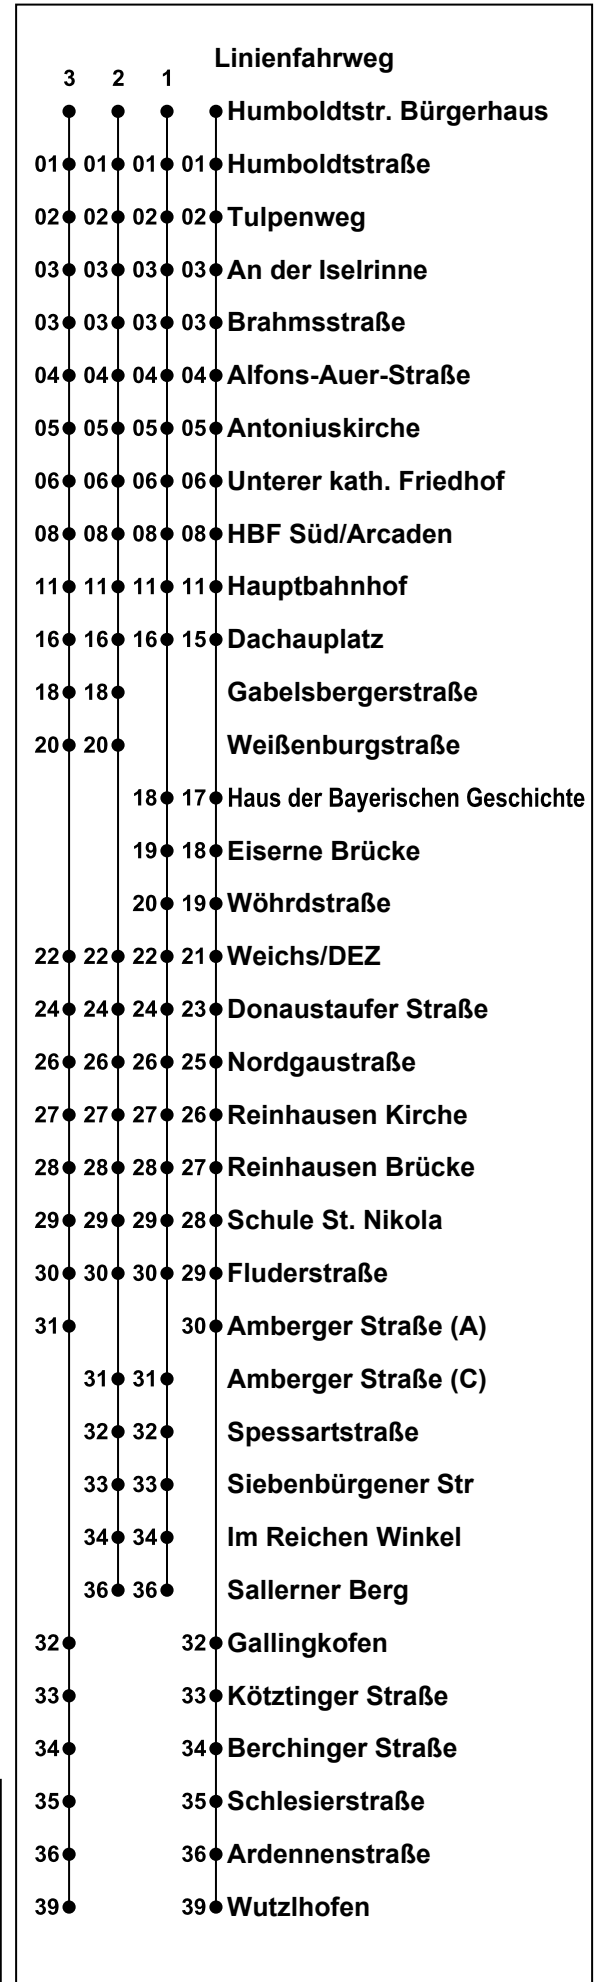 Linienfahrweg
3 2 1
Humboldtstr. Bürgerhaus
01 01 01 01 Humboldtstraße
02 02 02 02 Tulpenweg
03 03 03 03 An der Iselrinne
03 03 03 03 Brahmsstraße
04 04 04 04 Alfons-Auer-Straße
05 05 05 05 Antoniuskirche
06 06 06 06 Unterer kath. Friedhof
08 08 08 08 HBF Süd/Arcaden
11 11 11 11 Hauptbahnhof
16 16 16 15 Dachauplatz
18 18 Gabelsbergerstraße
20 20 Weißenburgstraße
18 17 Haus der Bayerischen Geschichte
19 18 Eiserne Brücke
20 19 Wöhrdstraße
22 22 22 21 Weichs/DEZ
24 24 24 23 Donaustaufer Straße
26 26 26 25 Nordgaustraße
27 27 27 26 Reinhausen Kirche
28 28 28 27 Reinhausen Brücke
29 29 29 28 Schule St. Nikola
30 30 30 29 Fluderstraße
31 30 Amberger Straße (A)
31 31 Amberger Straße (C)
32 32 Spessartstraße
33 33 Siebenbürgener Str
34 34 Im Reichen Winkel
36 36 Sallerner Berg
32 32 Gallingkofen
33 33 Kötztinger Straße
34 34 Berchinger Straße
35 35 Schlesierstraße
36 36 Ardennenstraße
39 39 Wutzlhofen